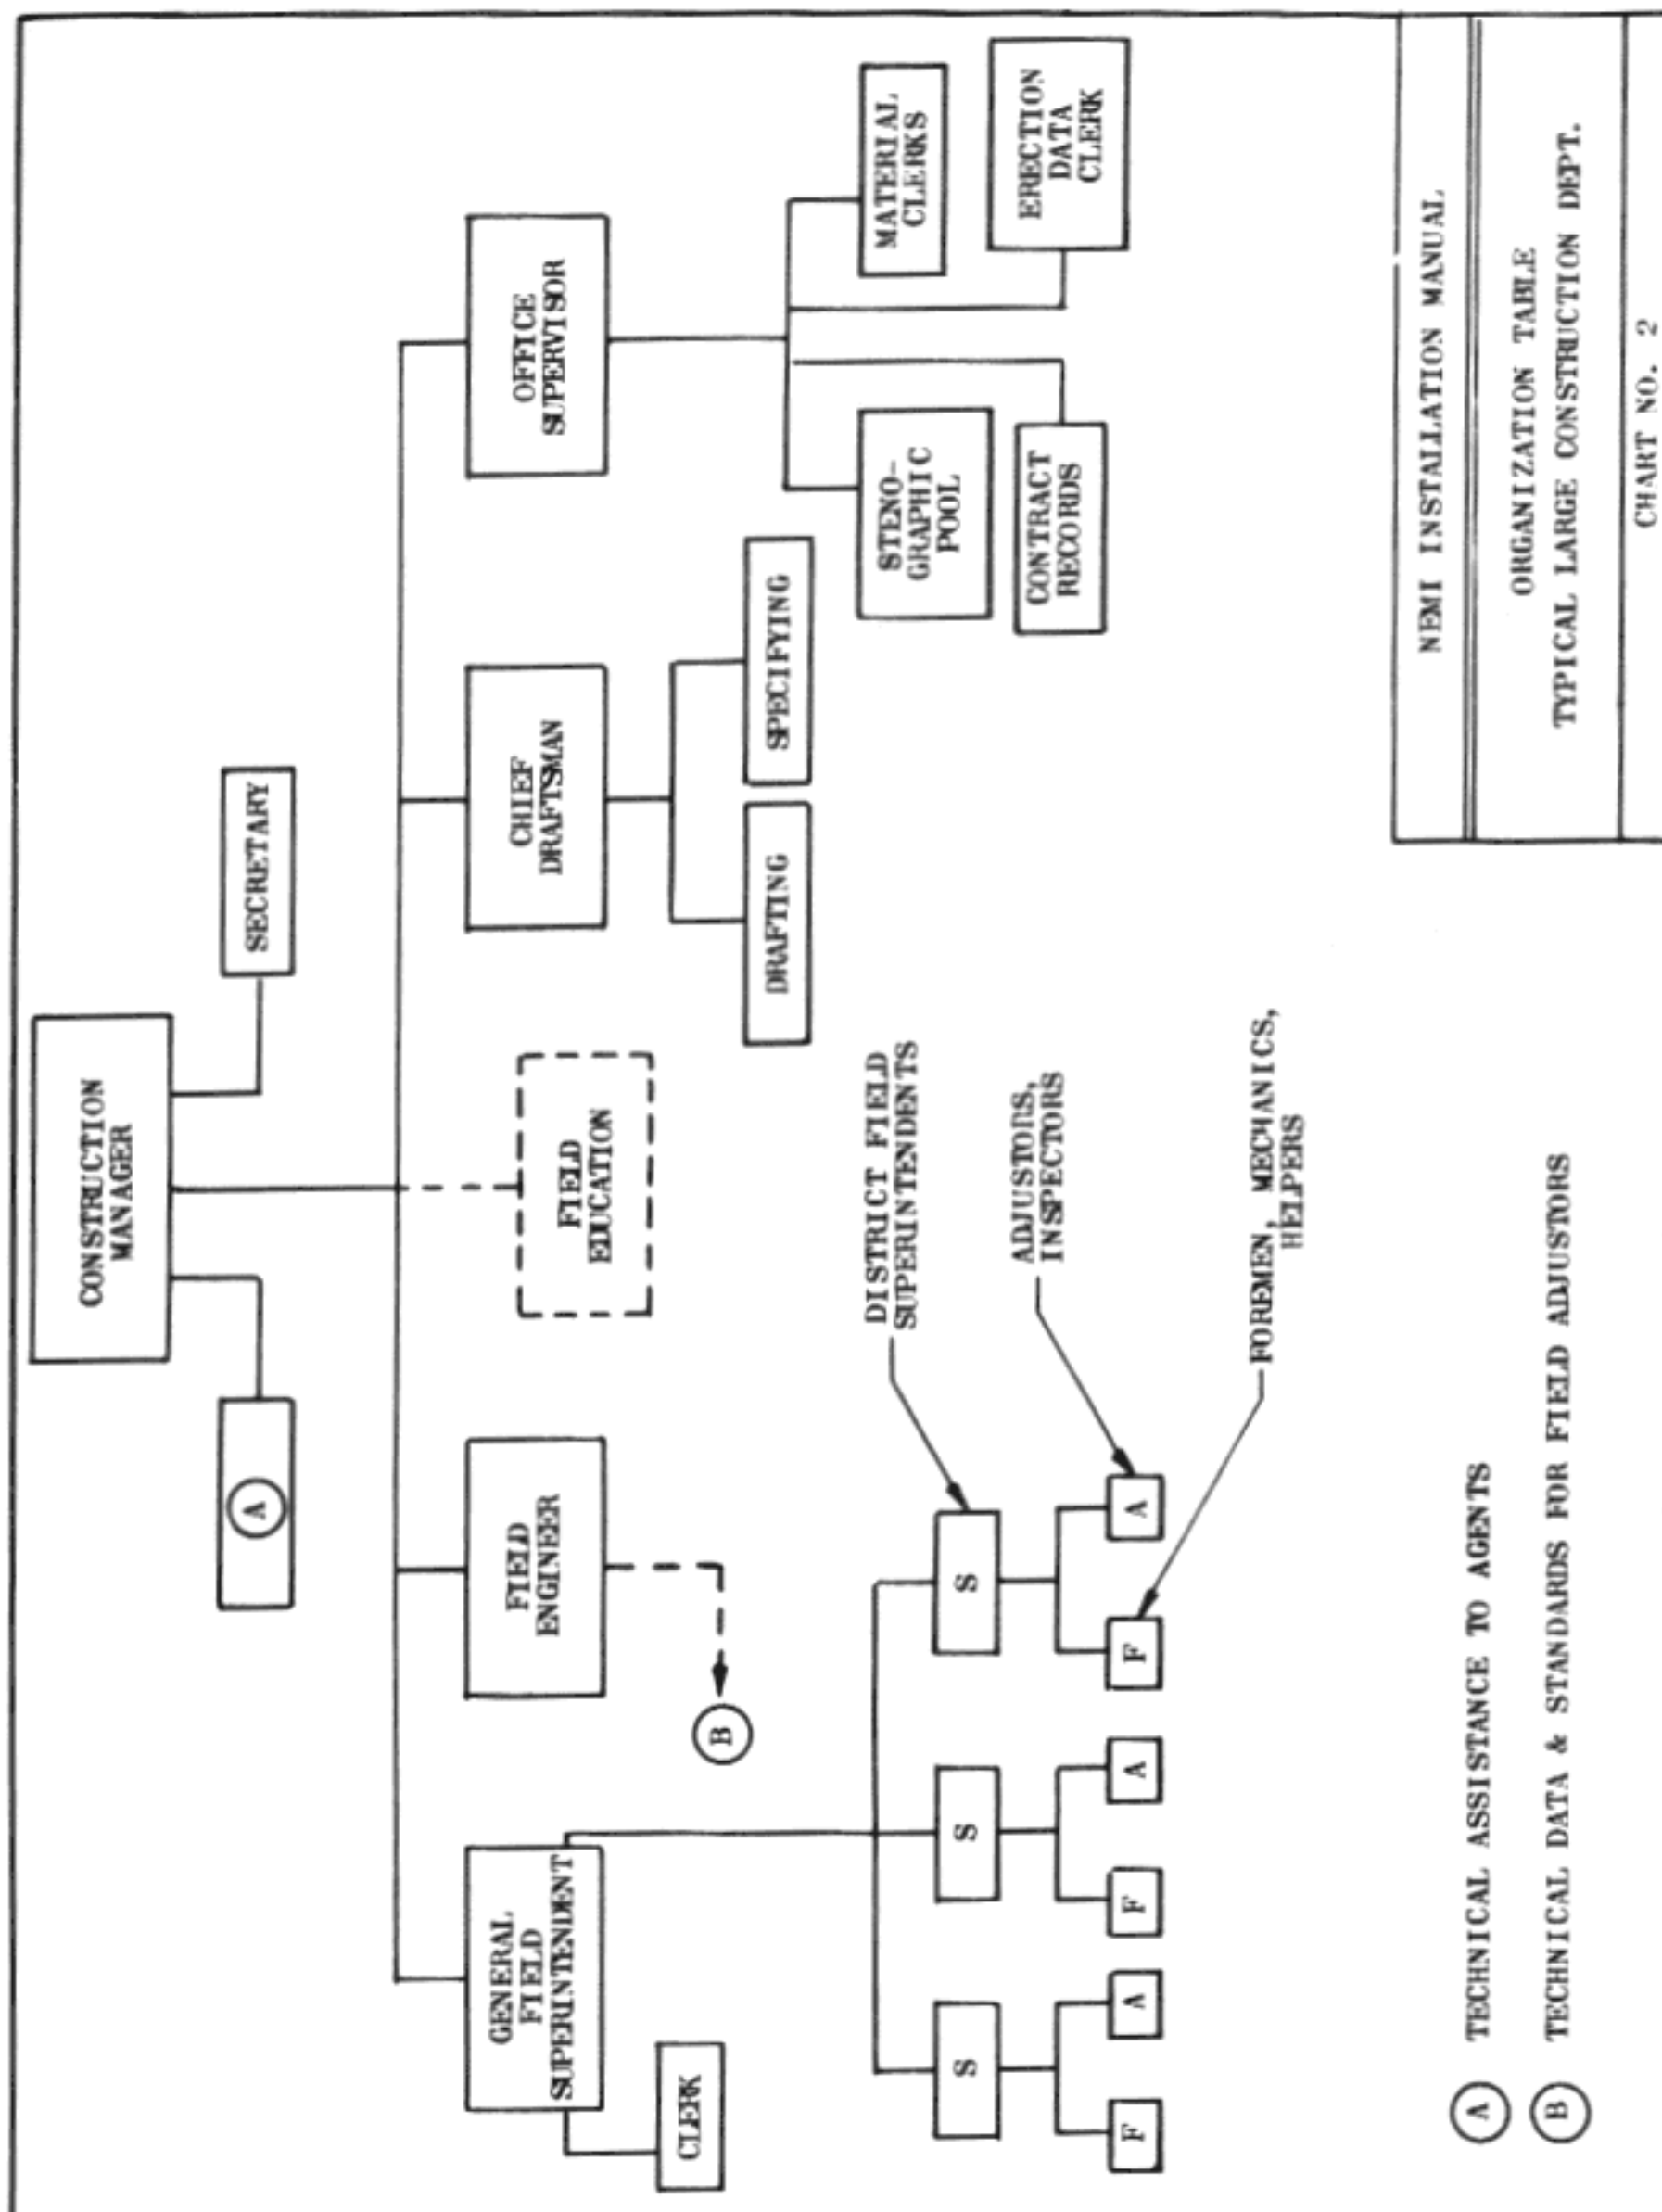 CONSTRUCTION
MANAGER
A
SECRETARY
GENERAL
FIELD
SUPERINTENDENT
FIELD
ENGINEER
FIELD
EDUCATION
CHIEF
DRAFTSMAN
OFFICE
SUPERVISOR
CLERK
B
DRAFTING
SPECIFYING
STENO-
GRAPHIC
POOL
MATERIAL
CLERKS
CONTRACT
RECORDS
ERECTION
DATA
CLERK
DISTRICT FIELD
SUPERINTENDENTS
S
S
S
ADJUSTORS,
INSPECTORS
F
A
F
A
F
A
FOREMEN, MECHANICS,
HELPERS
A TECHNICAL ASSISTANCE TO AGENTS
B TECHNICAL DATA & STANDARDS FOR FIELD ADJUSTORS
NEMI INSTALLATION MANUAL
ORGANIZATION TABLE
TYPICAL LARGE CONSTRUCTION DEPT.
CHART NO. 2